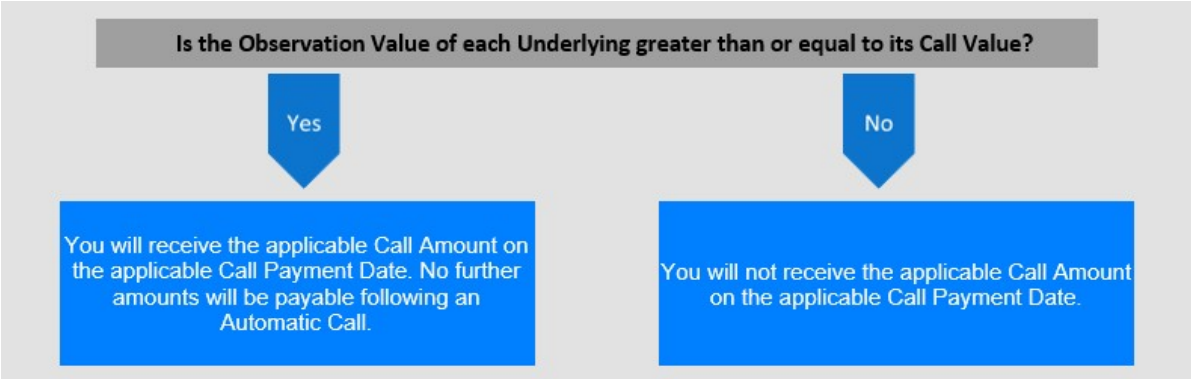 Is the Observation Value of each Underlying greater than or equal to its Call Value?
Yes
No
You will receive the applicable Call Amount on
the applicable Call Payment Date. No further
amounts will be payable following an
Automatic Call.
You will not receive the applicable Call Amount
on the applicable Call Payment Date.